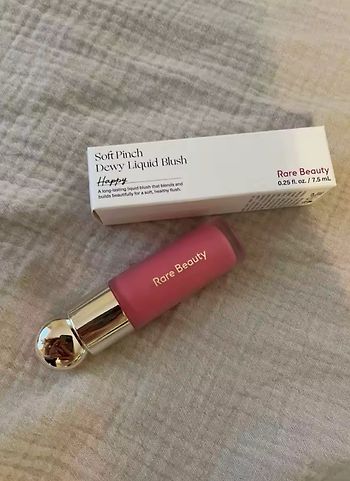 Soft Pinch
Dewy Liquid Blush
Happy
A long-lasting liquid blush that blends and
builds beautifully for a soft, healthy flush.
Rare Beauty
0.25 fl. oz. / 7.5 mL
Rare Beauty